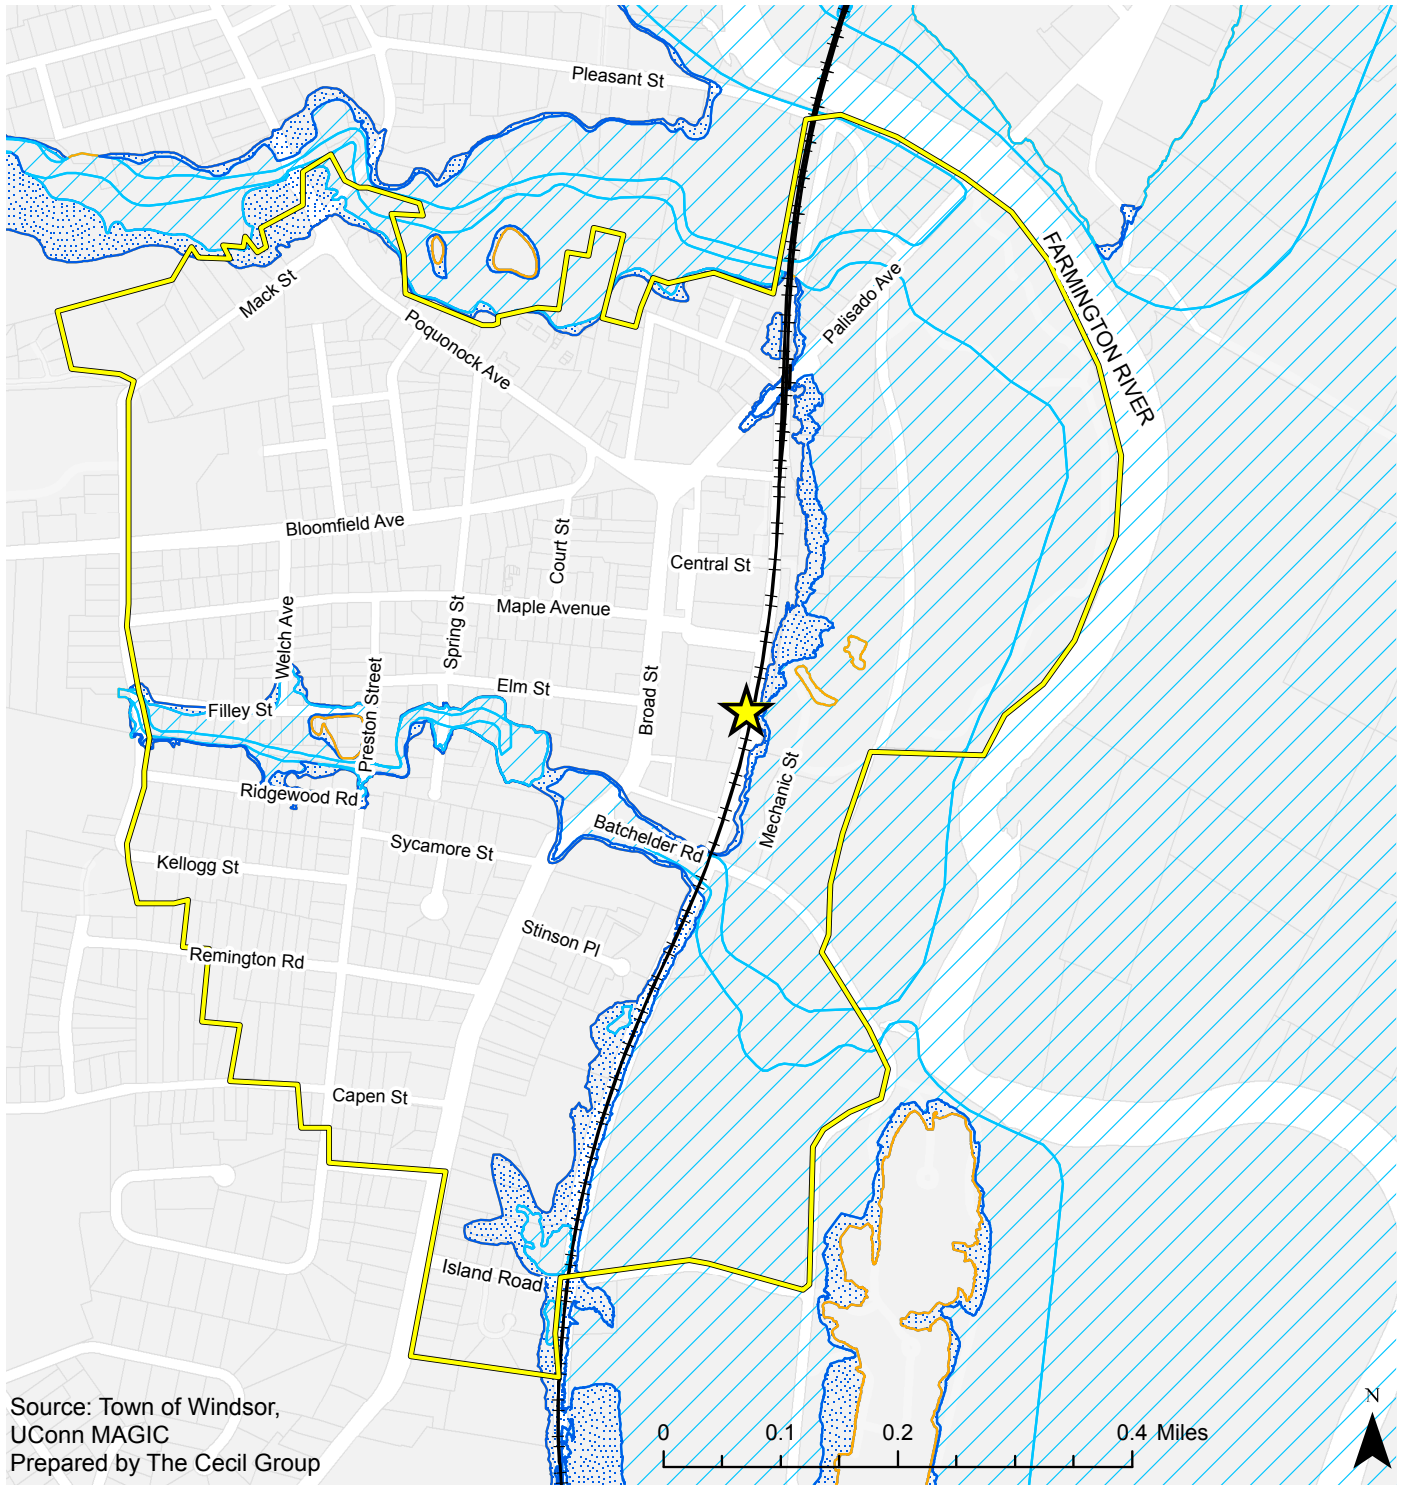 Pleasant St
FARMINGTON RIVER
Mack St
Palisado Ave
Poquonock Ave
Bloomfield Ave
Court St
Central St
Welch Ave
Spring St
Maple Avenue
Preston Street
Elm St
Broad St
Filley St
Mechanic St
Ridgewood Rd
Batchelder Rd
Sycamore St
Kellogg St
Stinson Pl
Remington Rd
Capen St
Island Road
Source: Town of Windsor,
UConn MAGIC
Prepared by The Cecil Group
0 0.1 0.2 0.4 Miles
N